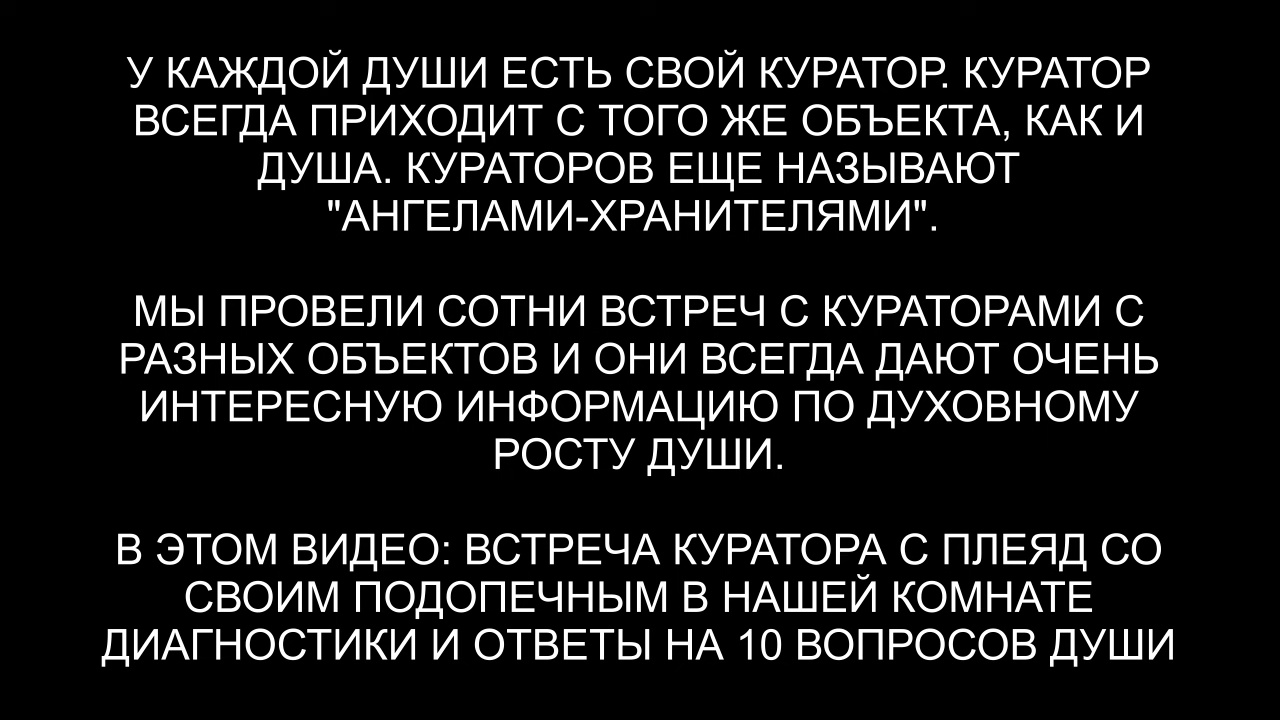 У КАЖДОЙ ДУШИ ЕСТЬ СВОЙ КУРАТОР. КУРАТОР
ВСЕГДА ПРИХОДИТ С ТОГО ЖЕ ОБЪЕКТА, КАК И
ДУША. КУРАТОРОВ ЕЩЕ НАЗЫВАЮТ
"АНГЕЛАМИ-ХРАНИТЕЛЯМИ".
МЫ ПРОВЕЛИ СОТНИ ВСТРЕЧ С КУРАТОРАМИ С
РАЗНЫХ ОБЪЕКТОВ И ОНИ ВСЕГДА ДАЮТ ОЧЕНЬ
ИНТЕРЕСНУЮ ИНФОРМАЦИЮ ПО ДУХОВНОМУ
РОСТУ ДУШИ.
В ЭТОМ ВИДЕО: ВСТРЕЧА КУРАТОРА С ПЛЕЯД СО
СВОИМ ПОДОПЕЧНЫМ В НАШЕЙ КОМНАТЕ
ДИАГНОСТИКИ И ОТВЕТЫ НА 10 ВОПРОСОВ ДУШИ